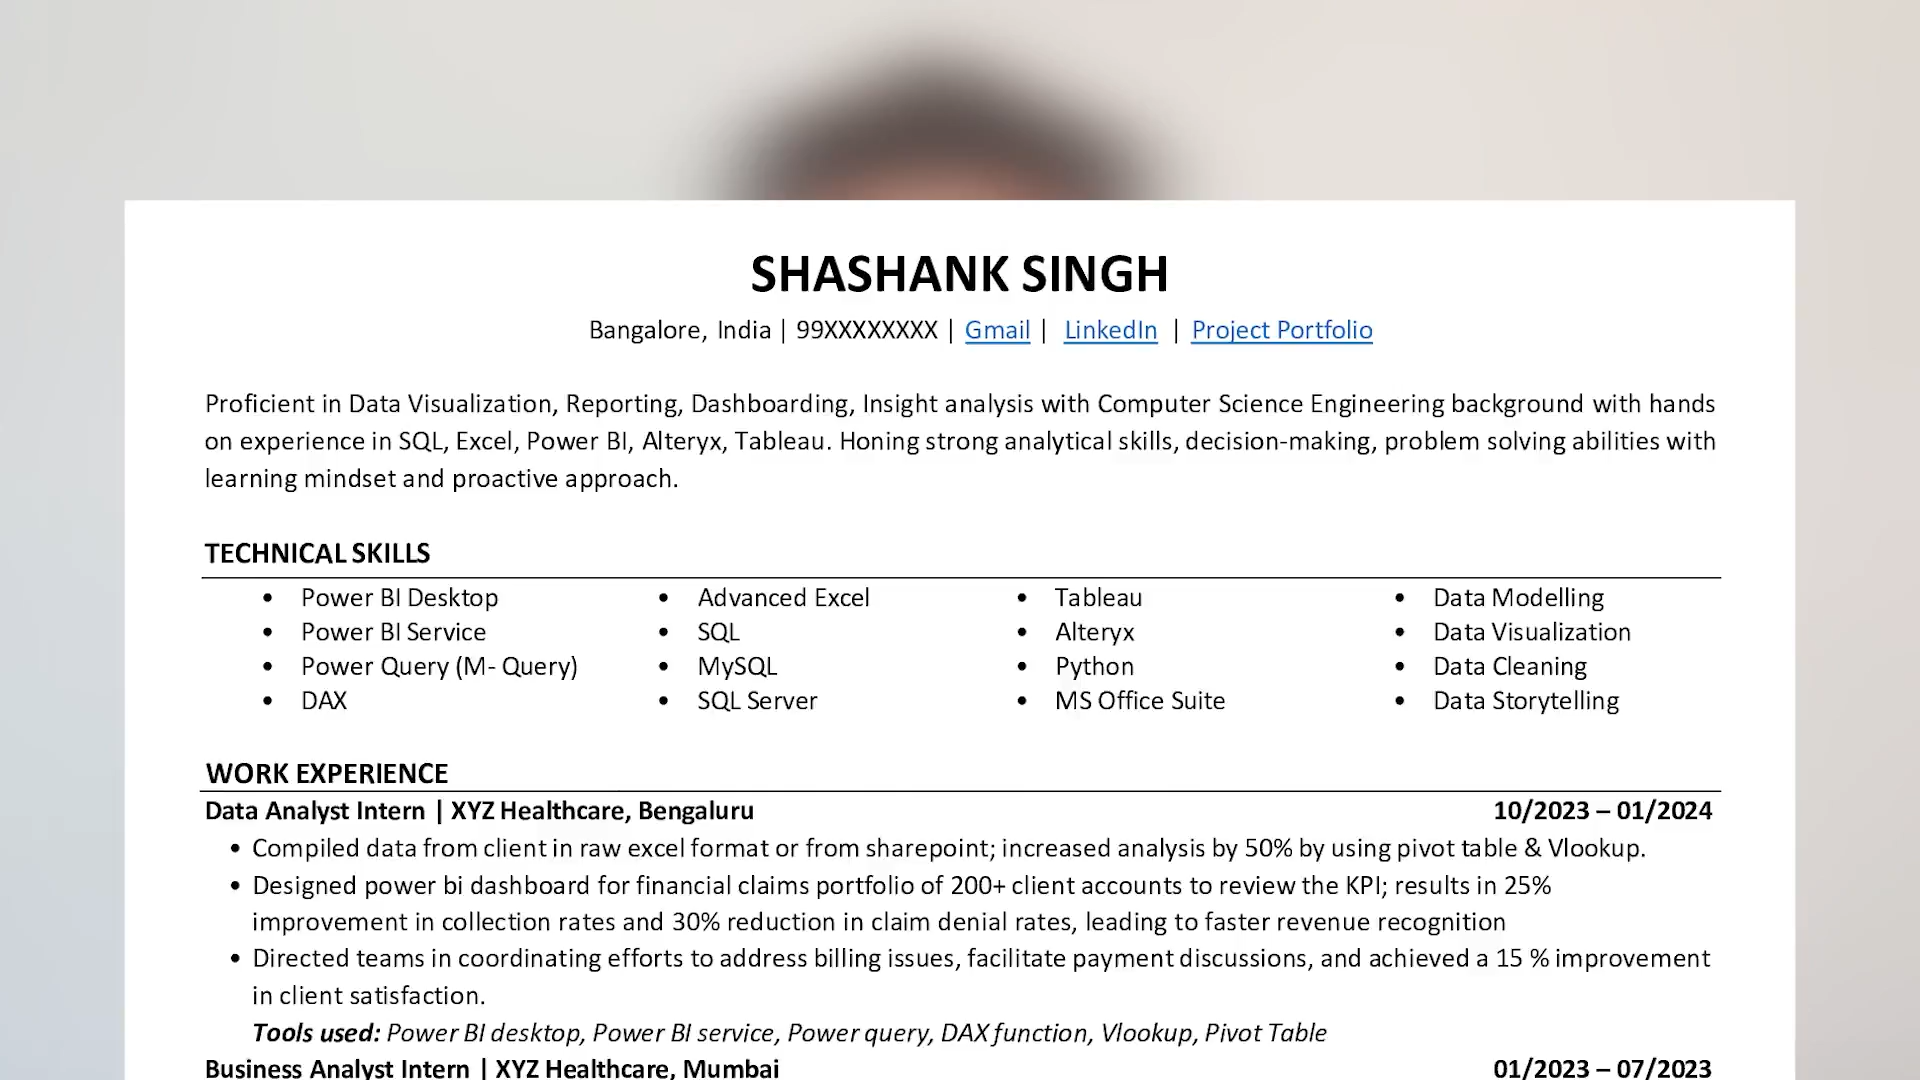 SHASHANK SINGH
Bangalore, India | 99XXXXXXXX | Gmail | LinkedIn | Project Portfolio
Proficient in Data Visualization, Reporting, Dashboarding, Insight analysis with Computer Science Engineering background with hands
on experience in SQL, Excel, Power BI, Alteryx, Tableau. Honing strong analytical skills, decision-making, problem solving abilities with
learning mindset and proactive approach.
TECHNICAL SKILLS
• Power BI Desktop • Advanced Excel • Tableau • Data Modelling
• Power BI Service • SQL • Alteryx • Data Visualization
• Power Query (M- Query) • MySQL • Python • Data Cleaning
• DAX • SQL Server • MS Office Suite • Data Storytelling
WORK EXPERIENCE
Data Analyst Intern | XYZ Healthcare, Bengaluru 10/2023 – 01/2024
• Compiled data from client in raw excel format or from sharepoint; increased analysis by 50% by using pivot table & Vlookup.
• Designed power bi dashboard for financial claims portfolio of 200+ client accounts to review the KPI; results in 25%
improvement in collection rates and 30% reduction in claim denial rates, leading to faster revenue recognition
• Directed teams in coordinating efforts to address billing issues, facilitate payment discussions, and achieved a 15 % improvement
in client satisfaction.
Tools used: Power BI desktop, Power BI service, Power query, DAX function, Vlookup, Pivot Table
Business Analyst Intern | XYZ Healthcare, Mumbai 01/2023 – 07/2023